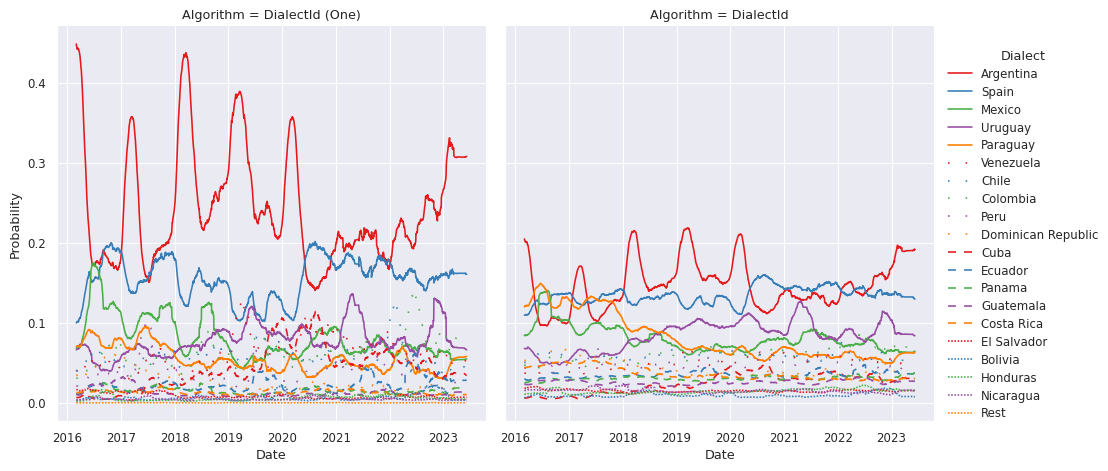 Algorithm = DialectId (One)
Algorithm = DialectId
Probability
0.4
0.3
0.2
0.1
0.0
2016 2017 2018 2019 2020 2021 2022 2023
Date
2016 2017 2018 2019 2020 2021 2022 2023
Date
Dialect
Argentina
Spain
Mexico
Uruguay
Paraguay
Venezuela
Chile
Colombia
Peru
Dominican Republic
Cuba
Ecuador
Panama
Guatemala
Costa Rica
El Salvador
Bolivia
Honduras
Nicaragua
Rest